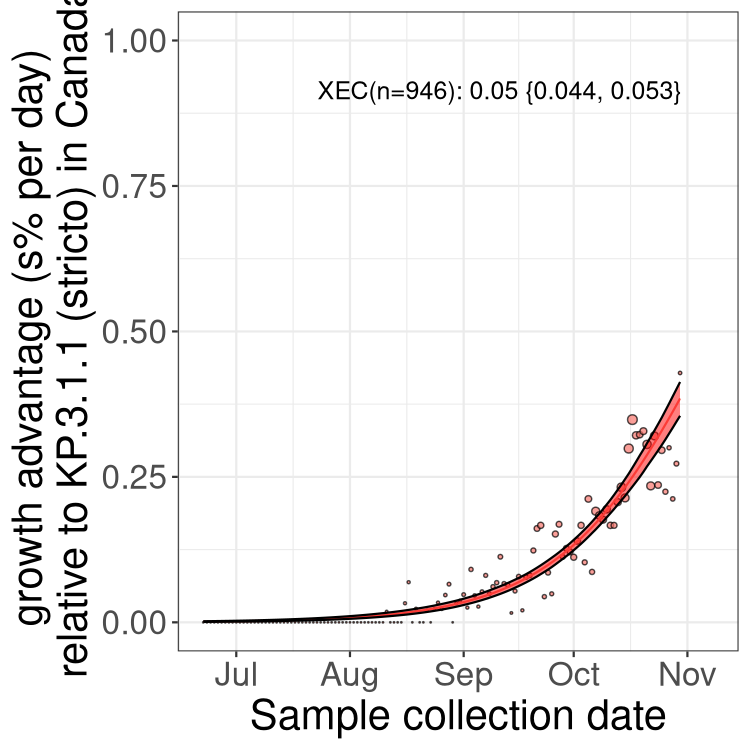 growth advantage (s% per day)
relative to KP.3.1.1 (stricto) in Canada
1.00
0.75
0.50
0.25
0.00
XEC(n=946): 0.05 {0.044, 0.053}
Jul Aug Sep Oct Nov
Sample collection date